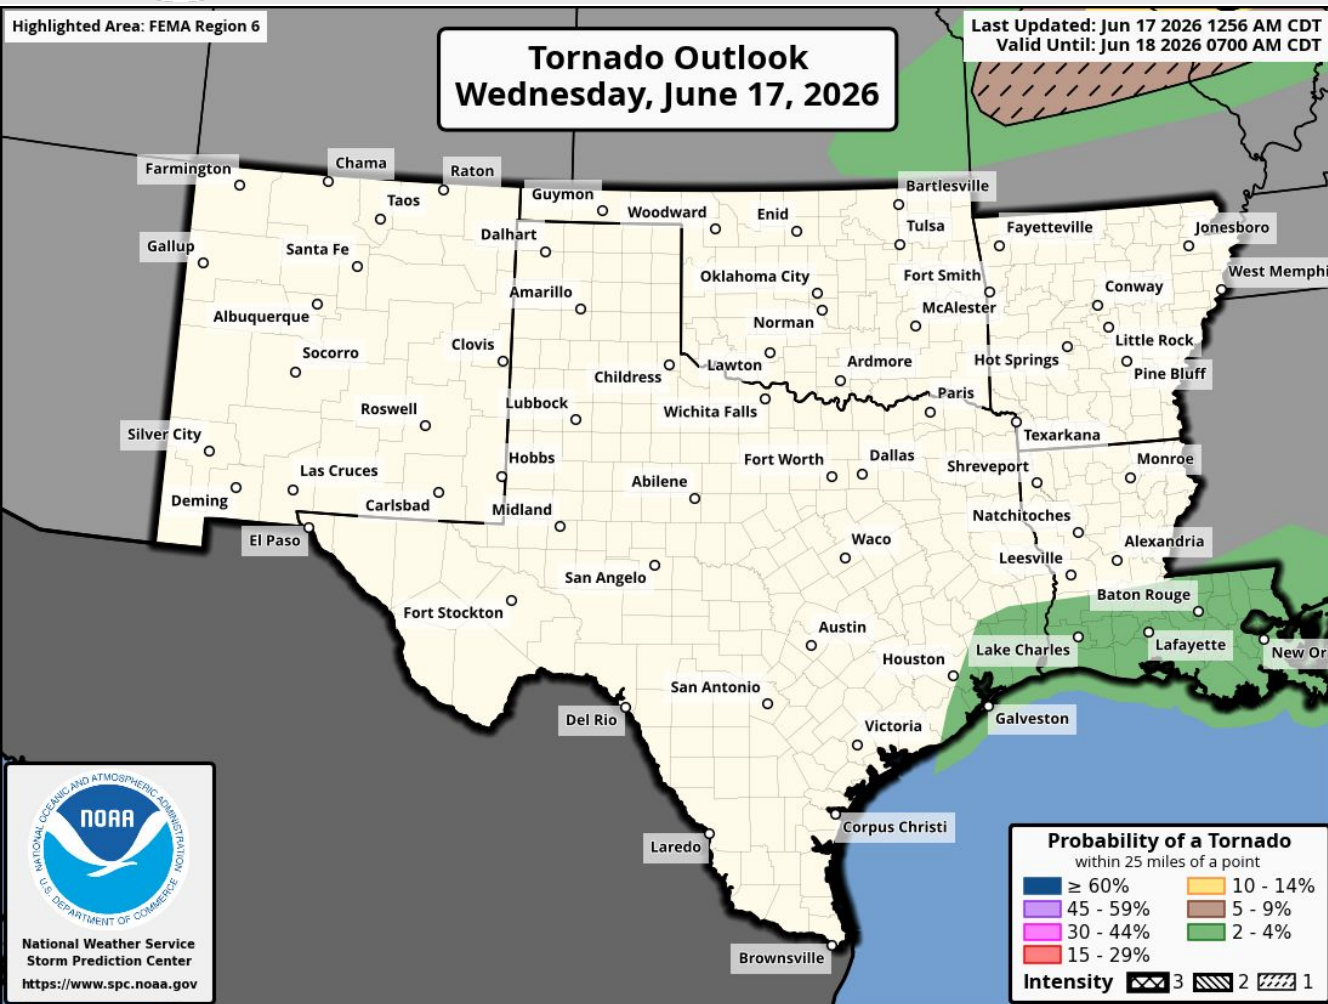 Highlighted Area: FEMA Region 6
Last Updated: Jun 17 2026 1256 AM CDT
Valid Until: Jun 18 2026 0700 AM CDT
Tornado Outlook
Wednesday, June 17, 2026
Farmington
Chama
Raton
Taos
Guymon
Woodward
Enid
Bartlesville
Tulsa
Fayetteville
Jonesboro
Gallup
Santa Fe
Dalhart
Oklahoma City
Fort Smith
West Memphi
Albuquerque
Amarillo
Norman
McAlester
Conway
Little Rock
Socorro
Clovis
Childress
Lawton
Ardmore
Hot Springs
Pine Bluff
Roswell
Lubbock
Wichita Falls
Paris
Texarkana
Silver City
Las Cruces
Hobbs
Abilene
Fort Worth
Dallas
Shreveport
Monroe
Deming
Carlsbad
Midland
Natchitoches
El Paso
San Angelo
Waco
Leesville
Alexandria
Fort Stockton
Austin
Baton Rouge
Houston
Lake Charles
Lafayette
New Or
Del Rio
San Antonio
Victoria
Galveston
Laredo
Corpus Christi
Brownsville
NATIONAL OCEANIC AND ATMOSPHERIC ADMINISTRATION
NOAA
U.S. DEPARTMENT OF COMMERCE
National Weather Service
Storm Prediction Center
https://www.spc.noaa.gov
Probability of a Tornado
within 25 miles of a point
≥ 60% 10 - 14%
45 - 59% 5 - 9%
30 - 44% 2 - 4%
15 - 29%
Intensity 3 2 1